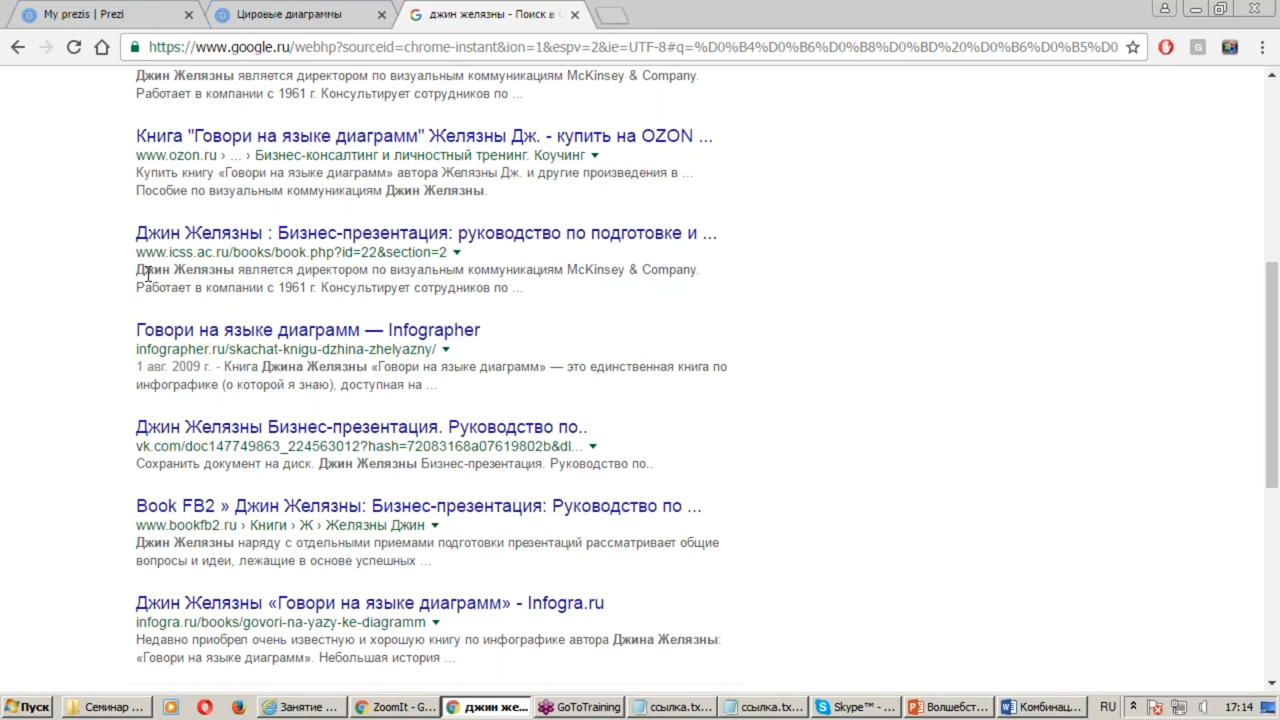 My prezis | Prezi
Цировые диаграммы
джин желязны - Поиск в
https://www.google.ru/webhp?sourceid=chrome-instant&ion=1&espv=2&ie=UTF-8#q=%D0%B4%D0%B6%D0%B8%D0%BD%20%D0%B6%D0%B5%D0
Джин Желязны является директором по визуальным коммуникациям McKinsey & Company.
Работает в компании с 1961 г. Консультирует сотрудников по ...
Книга "Говори на языке диаграмм" Желязны Дж. - купить на OZON ...
www.ozon.ru › ... › Бизнес-консалтинг и личностный тренинг. Коучинг
Купить книгу «Говори на языке диаграмм» автора Желязны Дж. и другие произведения в ...
Пособие по визуальным коммуникациям Джин Желязны.
Джин Желязны : Бизнес-презентация: руководство по подготовке и ...
www.icss.ac.ru/books/book.php?id=22&section=2
Джин Желязны является директором по визуальным коммуникациям McKinsey & Company.
Работает в компании с 1961 г. Консультирует сотрудников по ...
Говори на языке диаграмм — Infographer
infographer.ru/skachat-knigu-dzhina-zhelyazny/
1 авг. 2009 г. - Книга Джина Желязны «Говори на языке диаграмм» — это единственная книга по
инфографике (о которой я знаю), доступная на ...
Джин Желязны Бизнес-презентация. Руководство по..
vk.com/doc147749863_224563012?hash=72083168a07619802b&dl...
Сохранить документ на диск. Джин Желязны Бизнес-презентация. Руководство по..
Book FB2 » Джин Желязны: Бизнес-презентация: Руководство по ...
www.bookfb2.ru › Книги › Ж › Желязны Джин
Джин Желязны наряду с отдельными приемами подготовки презентаций рассматривает общие
вопросы и идеи, лежащие в основе успешных ...
Джин Желязны «Говори на языке диаграмм» - Infogra.ru
infogra.ru/books/govori-na-yazy-ke-diagramm
Недавно приобрел очень известную и хорошую книгу по инфографике автора Джина Желязны:
«Говори на языке диаграмм». Небольшая история ...
Пуск Семинар ... Занятие ... ZoomIt - G... джин же... GoToTraining ссылка.tx... ссылка.tx... Skype™ - ... Волшебст... Комбинац... RU 17:14